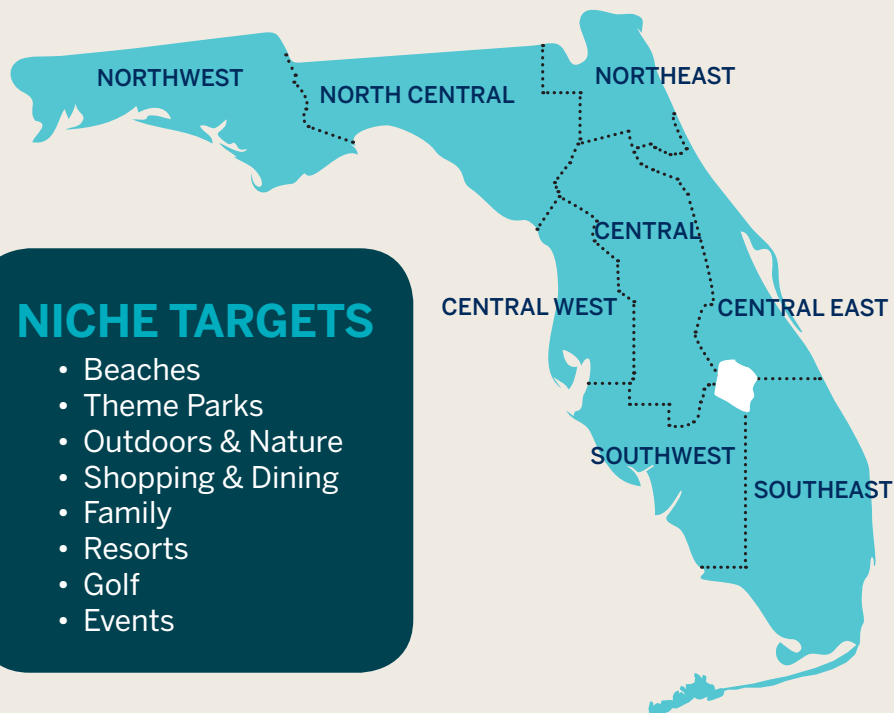 NORTHWEST
NORTH CENTRAL
NORTHEAST
CENTRAL
CENTRAL WEST
CENTRAL EAST
SOUTHWEST
SOUTHEAST
NICHE TARGETS
• Beaches
• Theme Parks
• Outdoors & Nature
• Shopping & Dining
• Family
• Resorts
• Golf
• Events